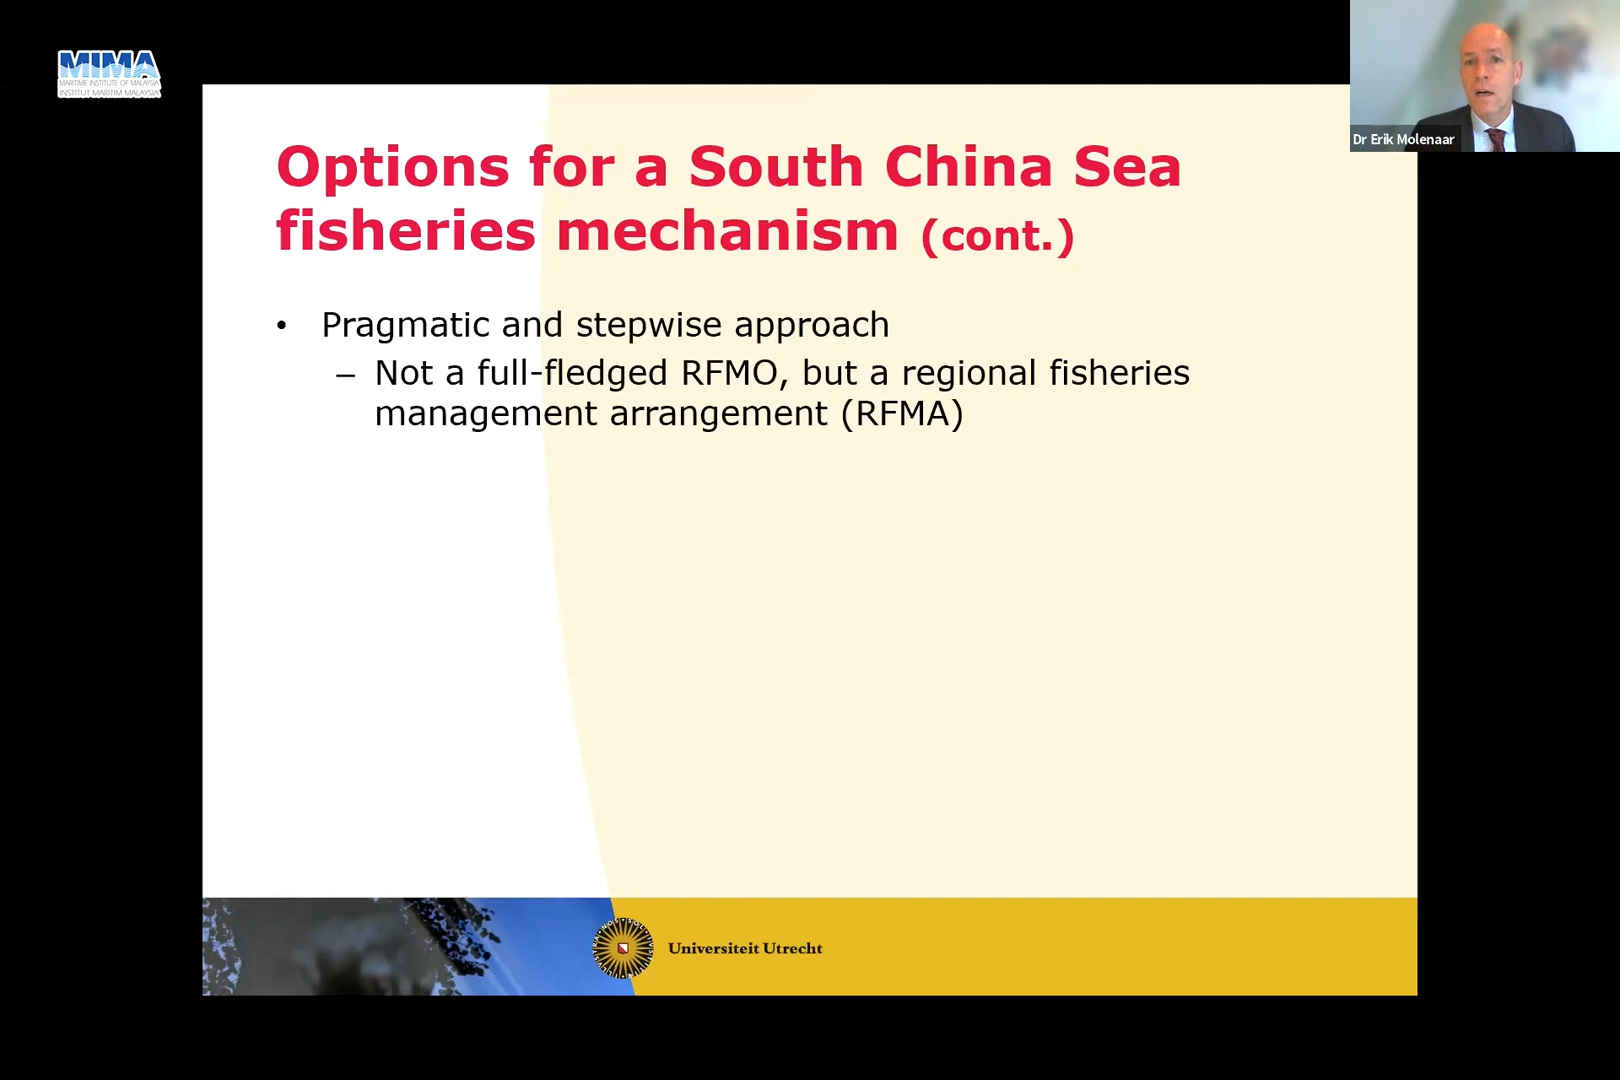 MIMA
MARITIME INSTITUTE OF MALAYSIA
INSTITUT MARITIM MALAYSIA
Dr Erik Molenaar
Options for a South China Sea
fisheries mechanism (cont.)
• Pragmatic and stepwise approach
– Not a full-fledged RFMO, but a regional fisheries
management arrangement (RFMA)
Universiteit Utrecht